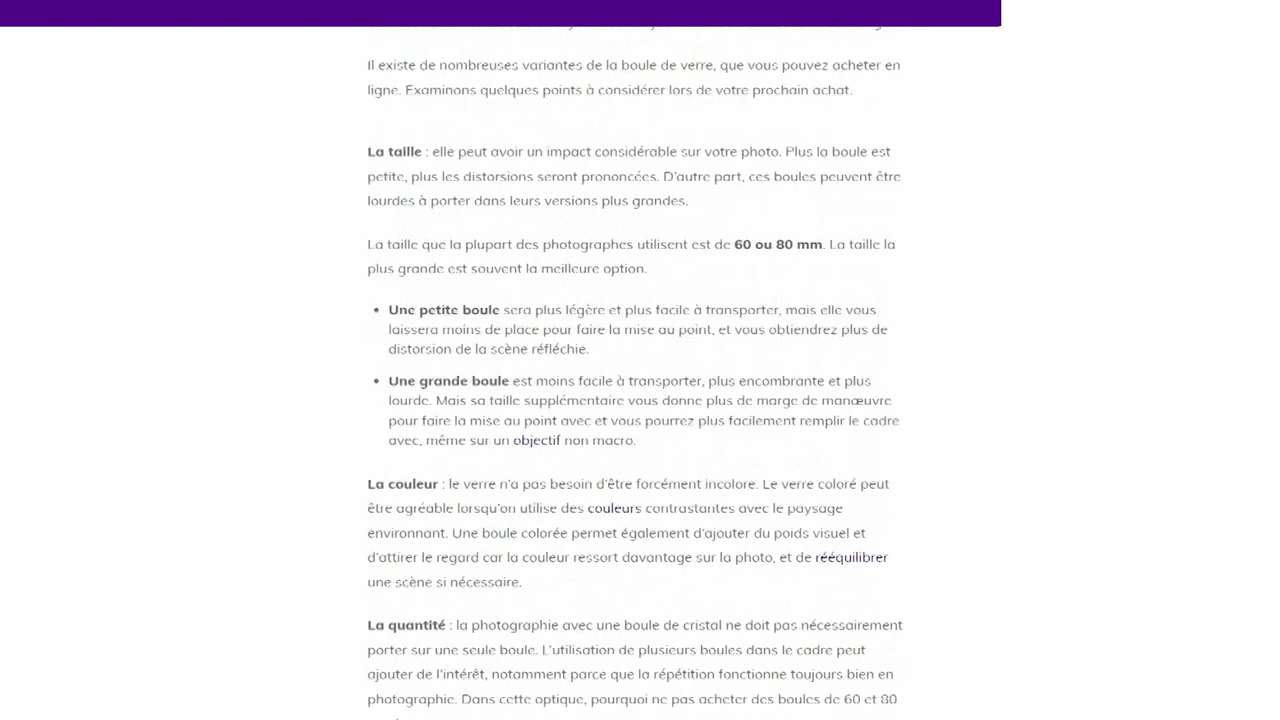 Il existe de nombreuses variantes de la boule de verre, que vous pouvez acheter en
ligne. Examinons quelques points à considérer lors de votre prochain achat.
La taille : elle peut avoir un impact considérable sur votre photo. Plus la boule est
petite, plus les distorsions seront prononcées. D'autre part, ces boules peuvent être
lourdes à porter dans leurs versions plus grandes.
La taille que la plupart des photographes utilisent est de 60 ou 80 mm. La taille la
plus grande est souvent la meilleure option.
• Une petite boule sera plus légère et plus facile à transporter, mais elle vous
laissera moins de place pour faire la mise au point, et vous obtiendrez plus de
distorsion de la scène réfléchie.
• Une grande boule est moins facile à transporter, plus encombrante et plus
lourde. Mais sa taille supplémentaire vous donne plus de marge de manœuvre
pour faire la mise au point avec et vous pourrez plus facilement remplir le cadre
avec, même sur un objectif non macro.
La couleur : le verre n'a pas besoin d'être forcément incolore. Le verre coloré peut
être agréable lorsqu'on utilise des couleurs contrastantes avec le paysage
environnant. Une boule colorée permet également d'ajouter du poids visuel et
d'attirer le regard car la couleur ressort davantage sur la photo, et de rééquilibrer
une scène si nécessaire.
La quantité : la photographie avec une boule de cristal ne doit pas nécessairement
porter sur une seule boule. L'utilisation de plusieurs boules dans le cadre peut
ajouter de l'intérêt, notamment parce que la répétition fonctionne toujours bien en
photographie. Dans cette optique, pourquoi ne pas acheter des boules de 60 et 80